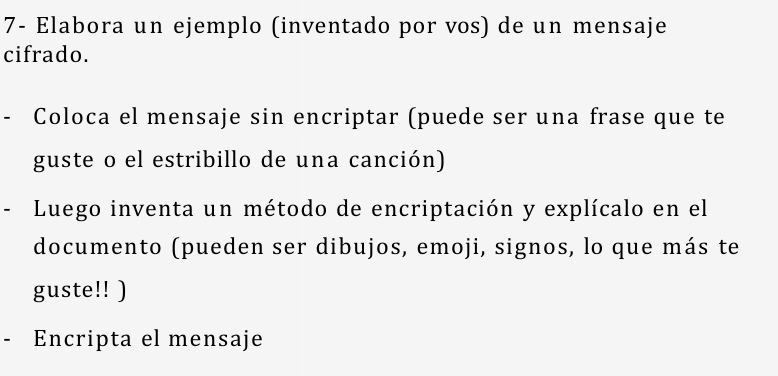 7- Elabora un ejemplo (inventado por vos) de un mensaje
cifrado.
- Coloca el mensaje sin encriptar (puede ser una frase que te
guste o el estribillo de una canción)
- Luego inventa un método de encriptación y explícalo en el
documento (pueden ser dibujos, emoji, signos, lo que más te
guste!! )
- Encripta el mensaje